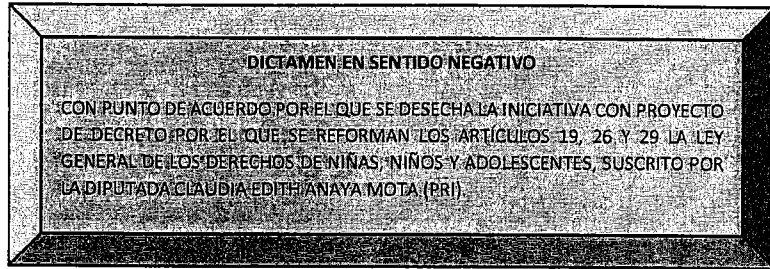 DICTAMEN EN SENTIDO NEGATIVO
CON PUNTO DE ACUERDO POR EL QUE SE DESECHA LA INICIATIVA CON PROYECTO
DE DECRETO POR EL QUE SE REFORMAN LOS ARTÍCULOS 19, 26 Y 29 LA LEY
GENERAL DE LOS DERECHOS DE NIÑAS, NIÑOS Y ADOLESCENTES, SUSCRITO POR
LA DIPUTADA CLAUDIA EDITH ANAYA MOTA (PRI).